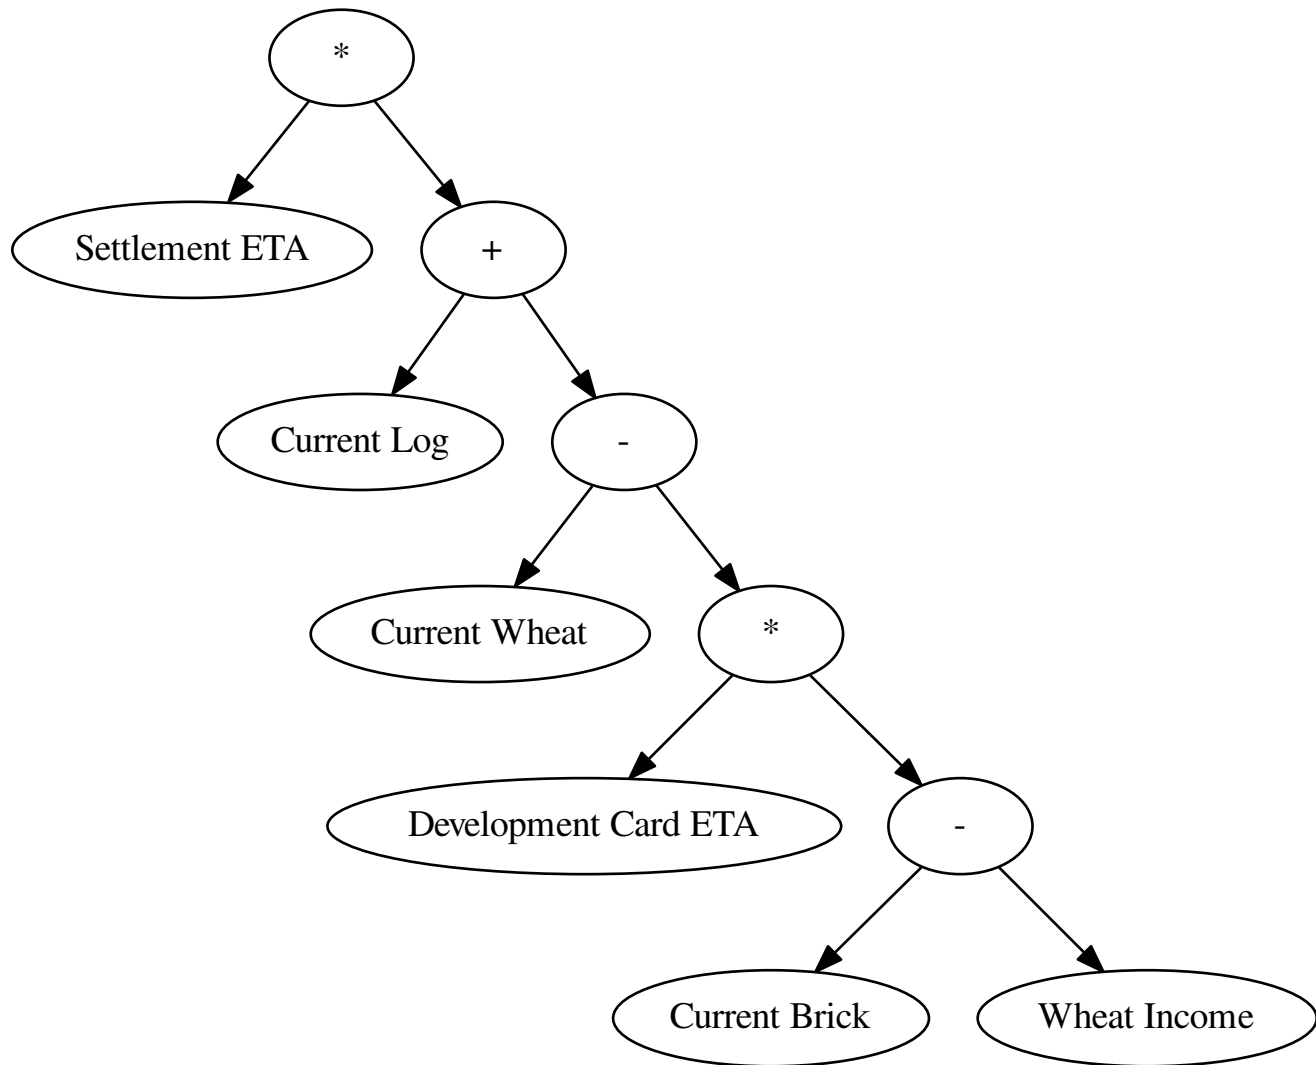 *
Settlement ETA
+
Current Log
-
Current Wheat
*
Development Card ETA
-
Current Brick
Wheat Income